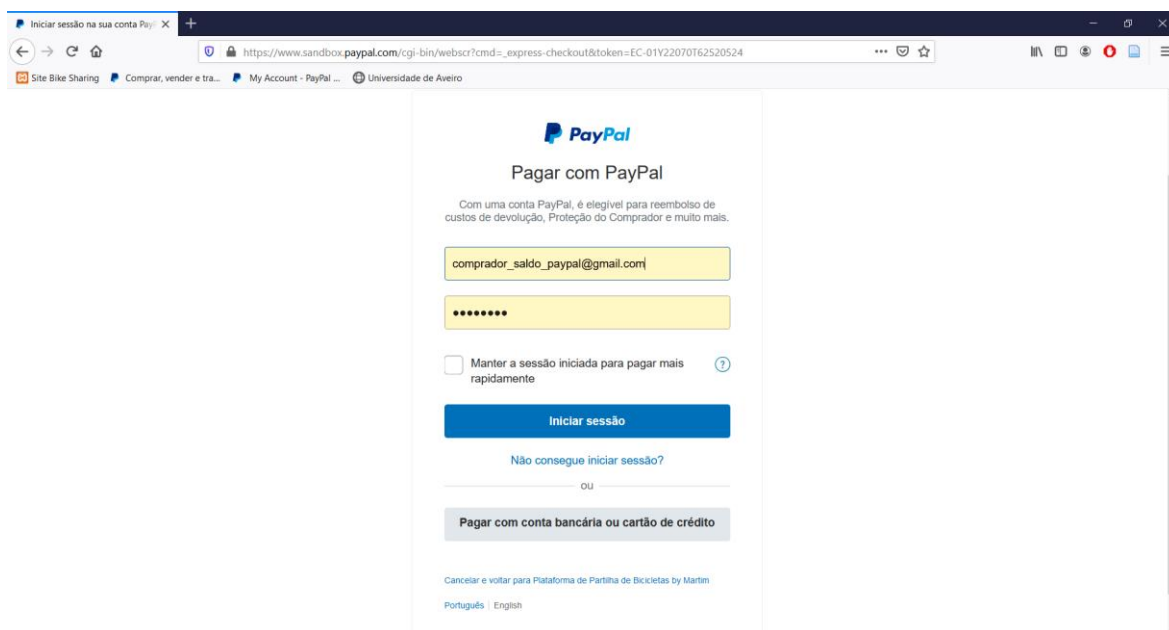 Iniciar sessão na sua conta Pay
https://www.sandbox.paypal.com/cgi-bin/webscr?cmd=_express-checkout&token=EC-01Y22070T62520524
Site Bike Sharing Comprar, vender e tra... My Account - PayPal ... Universidade de Aveiro
PayPal
Pagar com PayPal
Com uma conta PayPal, é elegível para reembolso de
custos de devolução, Proteção do Comprador e muito mais.
comprador_saldo_paypal@gmail.com
••••••••
Manter a sessão iniciada para pagar mais
rapidamente
Iniciar sessão
Não consegue iniciar sessão?
ou
Pagar com conta bancária ou cartão de crédito
Cancelar e voltar para Plataforma de Partilha de Bicicletas by Martim
Português | English